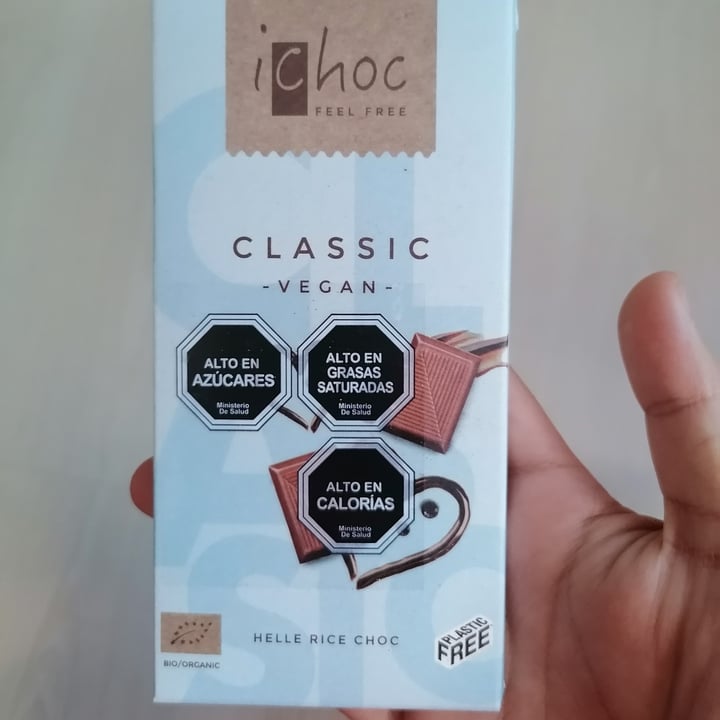 ichoc
FEEL FREE
CLASSIC
-VEGAN-
ALTO EN
AZÚCARES
Ministerio
De Salud
ALTO EN
GRASAS
SATURADAS
Ministerio
De Salud
ALTO EN
CALORÍAS
Ministerio
De Salud
BIO/ORGANIC
HELLE RICE CHOC
PLASTIC
FREE